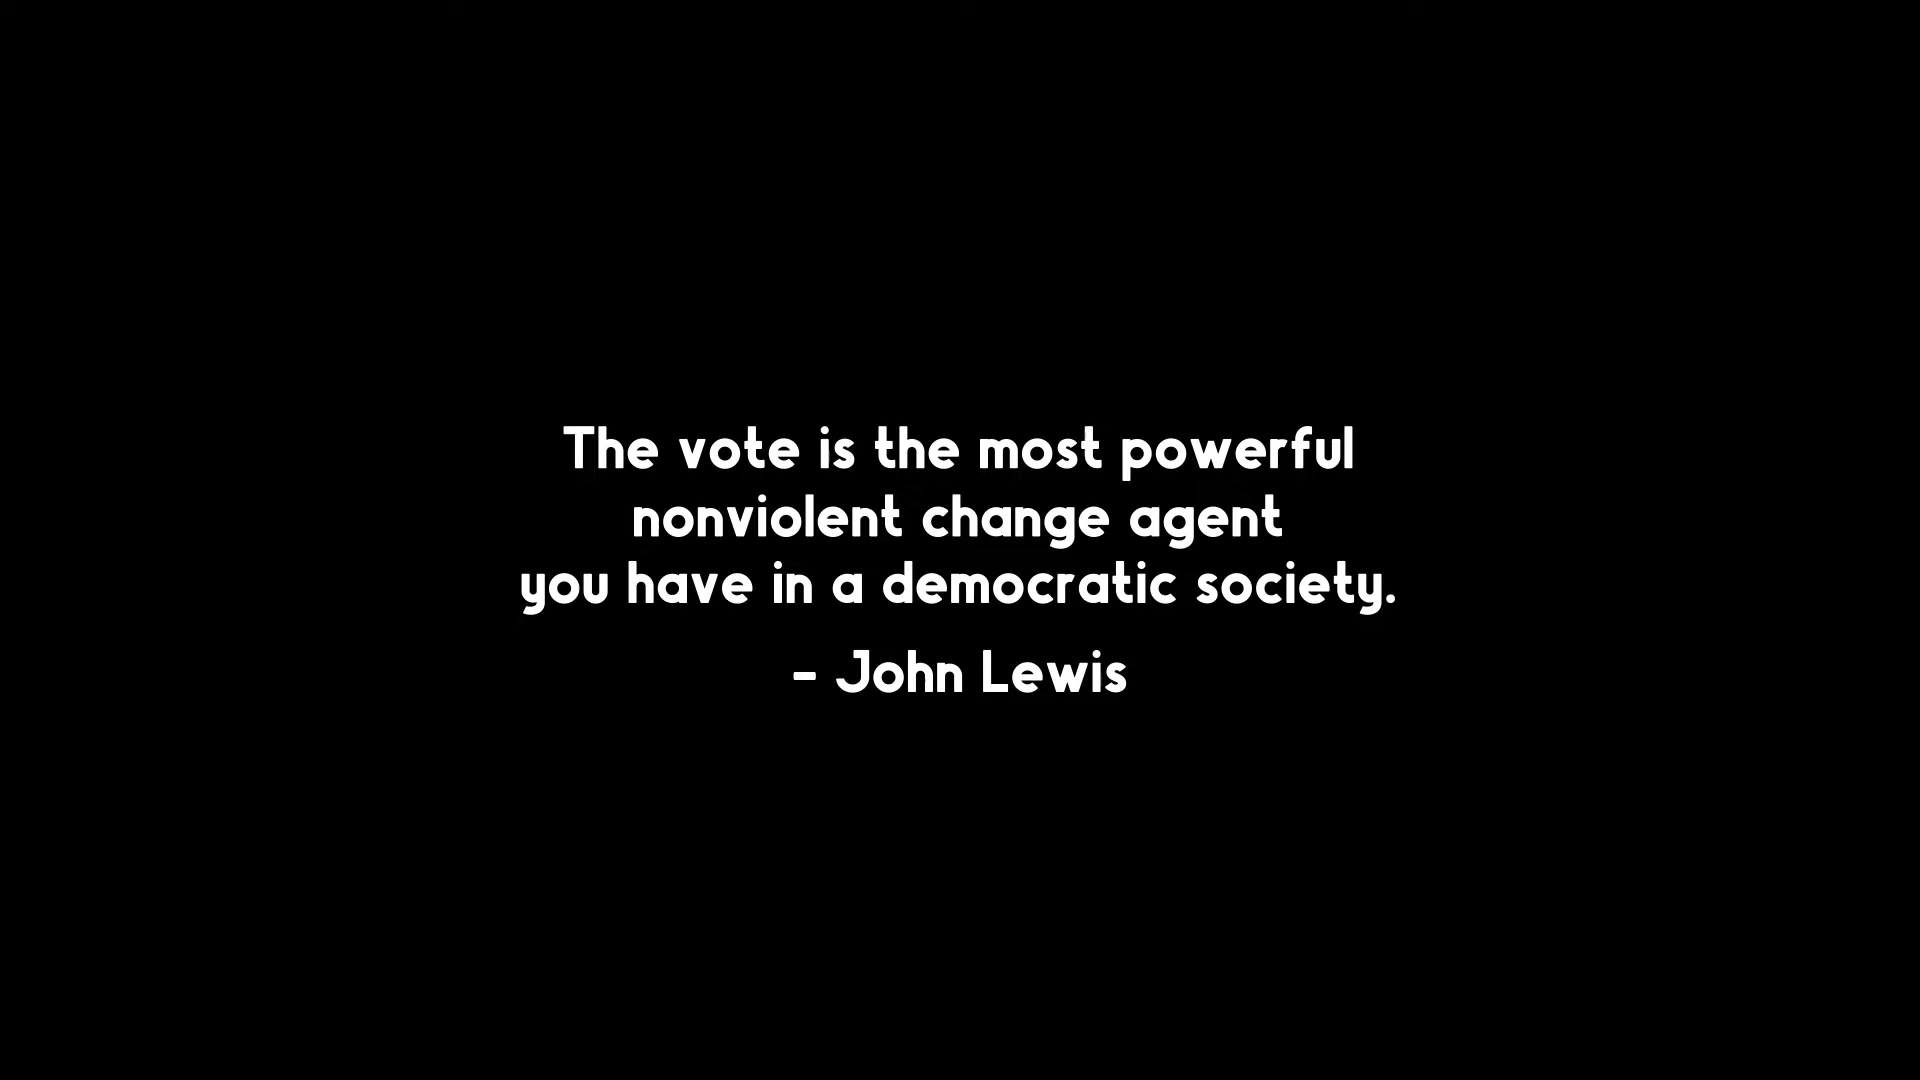 The vote is the most powerful
nonviolent change agent
you have in a democratic society.
- John Lewis